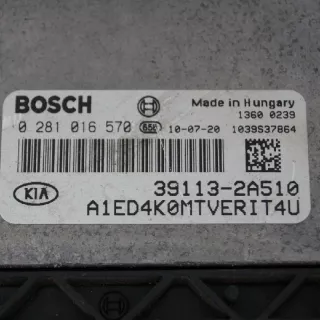 BOSCH Made in Hungary
1360 0239
0 281 016 570 10-07-20 1039S37864
KIA 39113-2A510
A1ED4K0MTVERIT4U